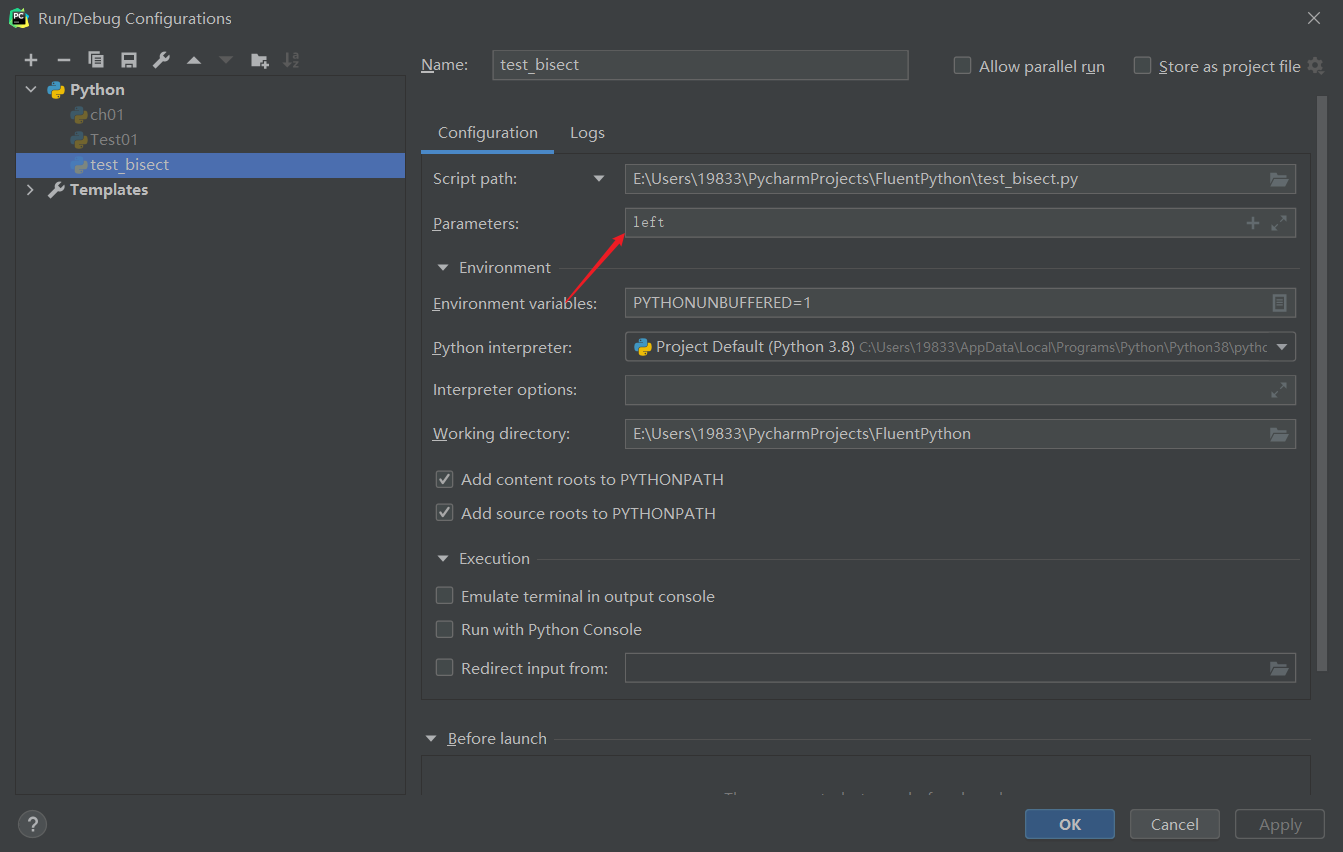 Run/Debug Configurations
Python
ch01
Test01
test_bisect
Templates
Name: test_bisect
Allow parallel run
Store as project file
Configuration Logs
Script path: E:\Users\19833\PycharmProjects\FluentPython\test_bisect.py
Parameters: left
Environment
Environment variables: PYTHONUNBUFFERED=1
Python interpreter: Project Default (Python 3.8) C:\Users\19833\AppData\Local\Programs\Python\Python38\pythc
Interpreter options:
Working directory: E:\Users\19833\PycharmProjects\FluentPython
Add content roots to PYTHONPATH
Add source roots to PYTHONPATH
Execution
Emulate terminal in output console
Run with Python Console
Redirect input from:
Before launch
? OK Cancel Apply